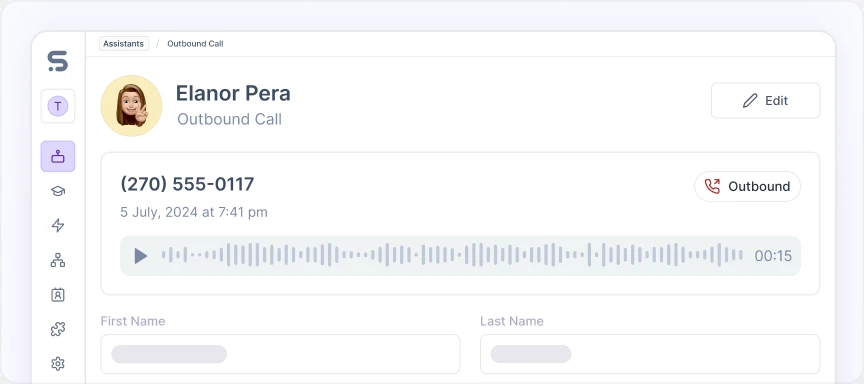 Assistants / Outbound Call
T
Elanor Pera
Outbound Call
Edit
(270) 555-0117
Outbound
5 July, 2024 at 7:41 pm
00:15
First Name
Last Name